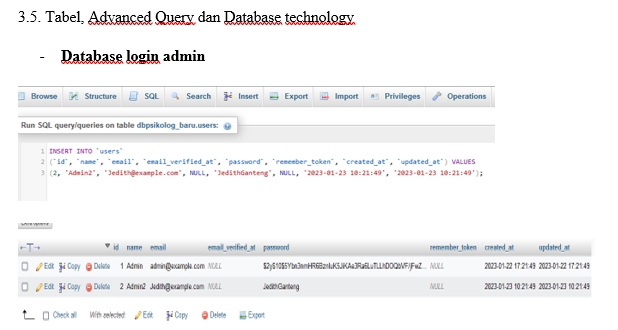 3.5. Tabel, Advanced Query dan Database technology
- Database login admin
Browse Structure SQL Search Insert Export Import Privileges Operations
Run SQL query/queries on table dbpsikolog_baru.users:
1 INSERT INTO `users`
2 (`id`, `name`, `email`, `email_verified_at`, `password`, `remember_token`, `created_at`, `updated_at`) VALUES
3 (2, 'Admin2', 'Jedith@example.com', NULL, 'JedithGanteng', NULL, '2023-01-23 10:21:49', '2023-01-23 10:21:49');
id name email email_verified_at password remember_token created_at updated_at
Edit Copy Delete 1 Admin admin@example.com NULL NULL 2023-01-22 17:21:49 2023-01-22 17:21:49
Edit Copy Delete 2 Admin2 Jedith@example.com NULL JedithGanteng NULL 2023-01-23 10:21:49 2023-01-23 10:21:49
Check all With selected: Edit Copy Delete Export